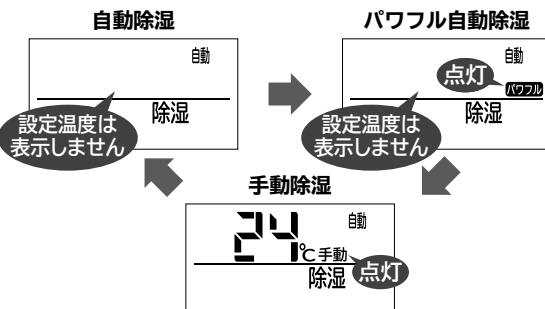 自動除湿
自動
除湿
設定温度は
表示しません
パワフル自動除湿
自動
点灯
パワフル
除湿
設定温度は
表示しません
手動除湿
自動
24℃手動
除湿
点灯